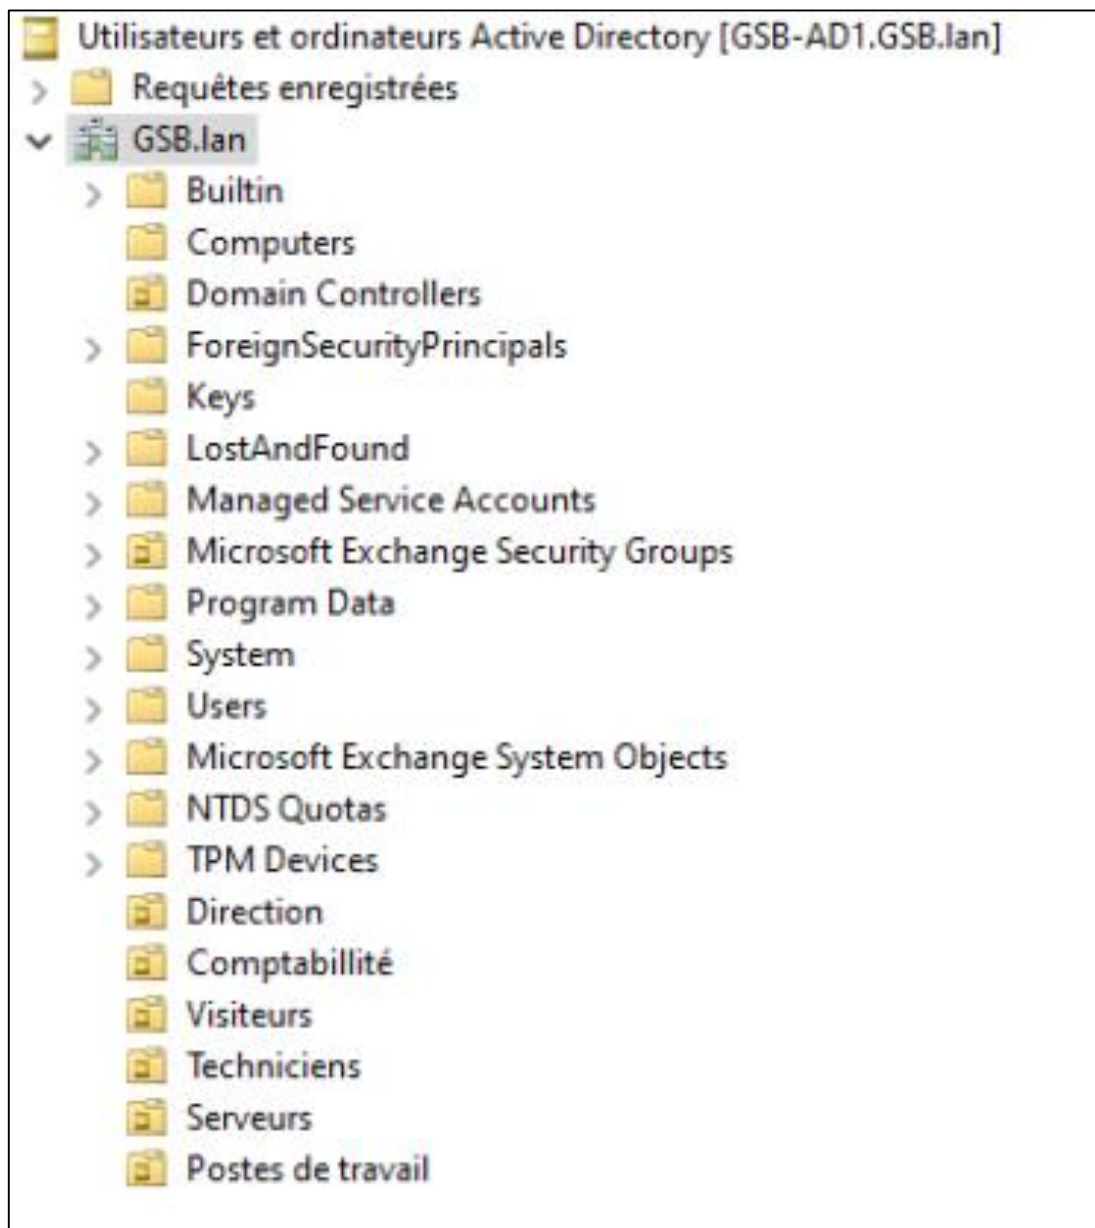 Utilisateurs et ordinateurs Active Directory [GSB-AD1.GSB.lan]
Requêtes enregistrées
GSB.lan
Builtin
Computers
Domain Controllers
ForeignSecurityPrincipals
Keys
LostAndFound
Managed Service Accounts
Microsoft Exchange Security Groups
Program Data
System
Users
Microsoft Exchange System Objects
NTDS Quotas
TPM Devices
Direction
Comptabillité
Visiteurs
Techniciens
Serveurs
Postes de travail